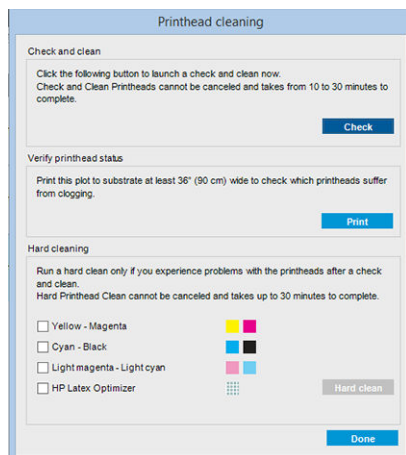 Printhead cleaning
Check and clean
Click the following button to launch a check and clean now.
Check and Clean Printheads cannot be canceled and takes from 10 to 30 minutes to
complete.
Check
Verify printhead status
Print this plot to substrate at least 36" (90 cm) wide to check which printheads suffer
from clogging.
Print
Hard cleaning
Run a hard clean only if you experience problems with the printheads after a check
and clean.
Hard Printhead Clean cannot be canceled and takes up to 30 minutes to complete.
Yellow - Magenta
Cyan - Black
Light magenta - Light cyan
HP Latex Optimizer
Hard clean
Done